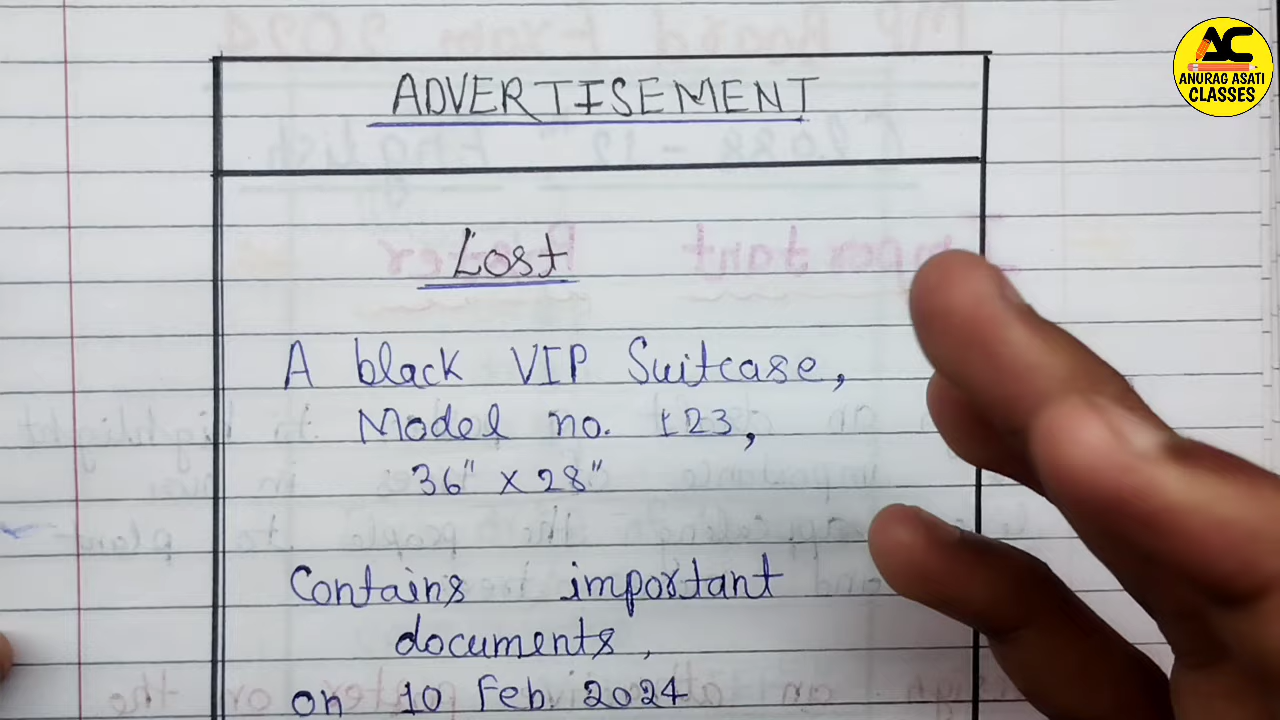 ADVERTISEMENT
Lost
A black VIP Suitcase,
Model no. 123,
36" x 28"
Contains important
documents,
on 10 Feb. 2024
AC
ANURAG ASATI
CLASSES